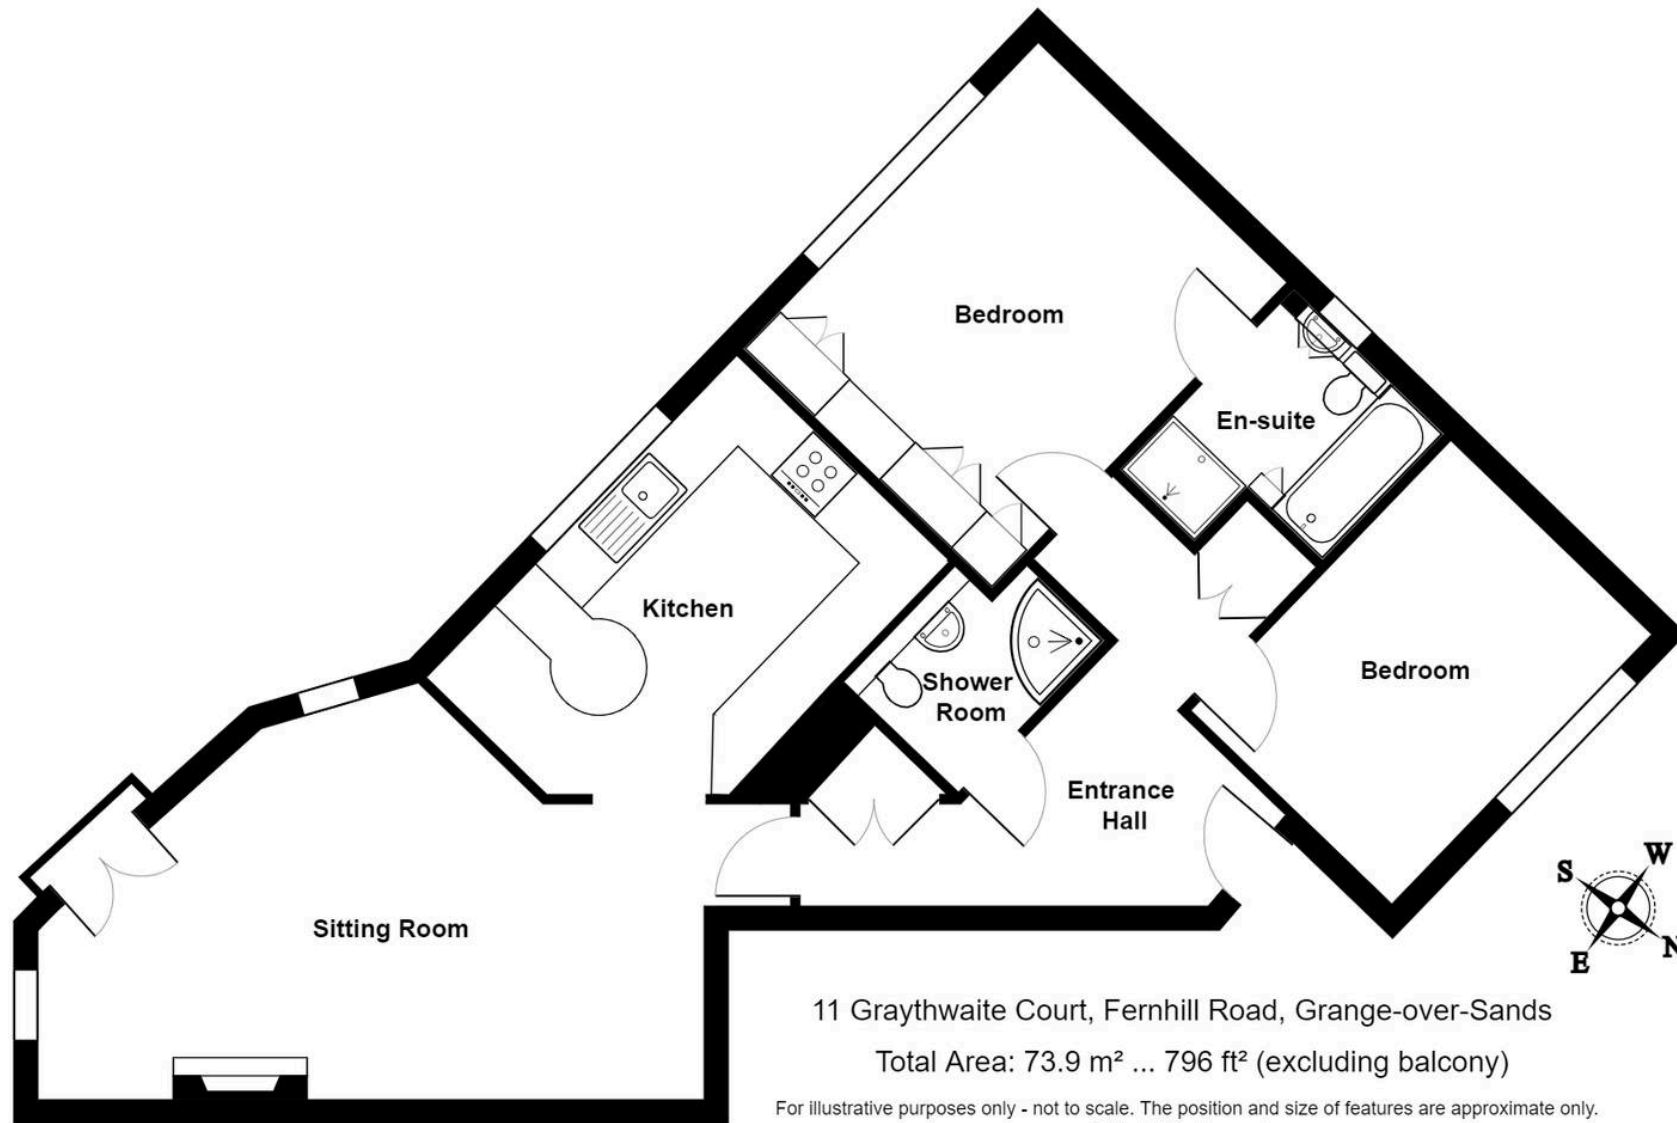 Bedroom
En-suite
Kitchen
Shower
Room
Bedroom
Entrance
Hall
Sitting Room
W
S
N
E
11 Graythwaite Court, Fernhill Road, Grange-over-Sands
Total Area: 73.9 m² ... 796 ft² (excluding balcony)
For illustrative purposes only - not to scale. The position and size of features are approximate only.